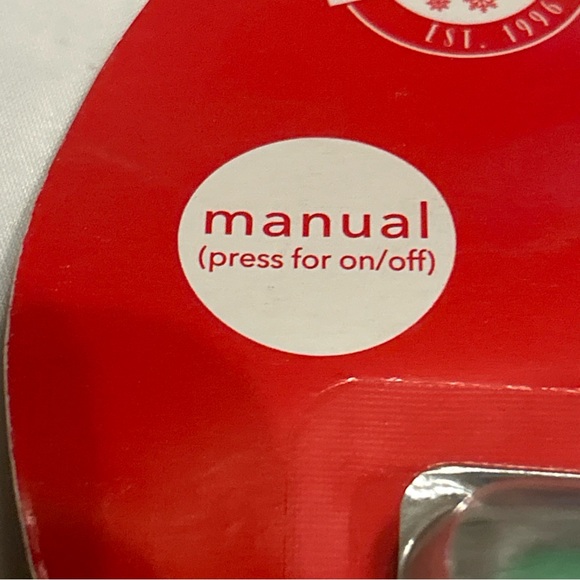 EST. 1996
manual
(press for on/off)